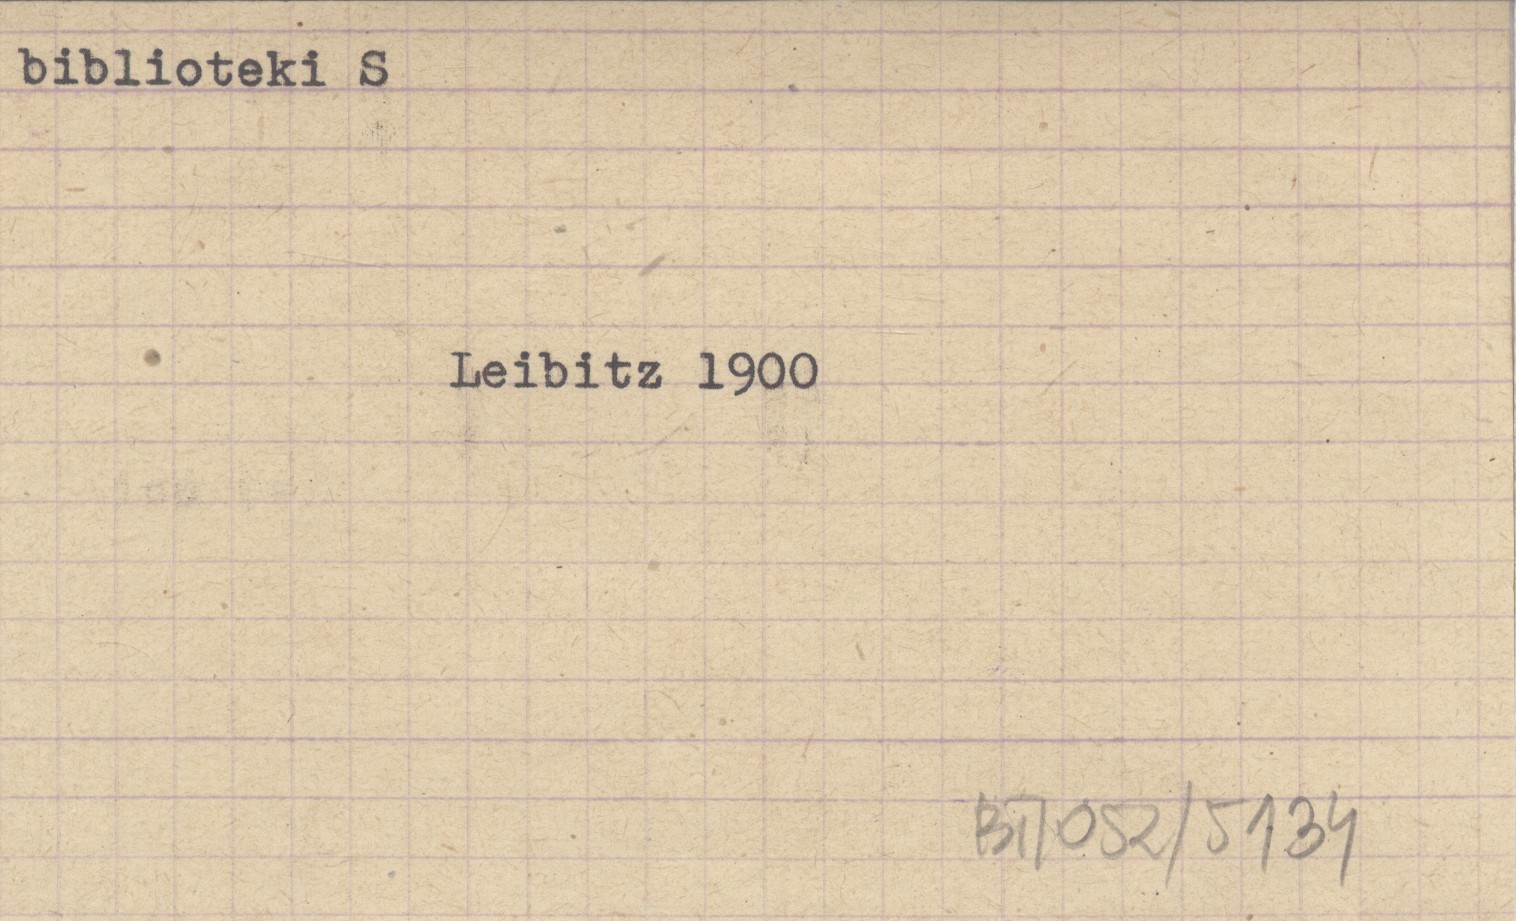 biblioteki S
Leibitz 1900
BT/052/5134